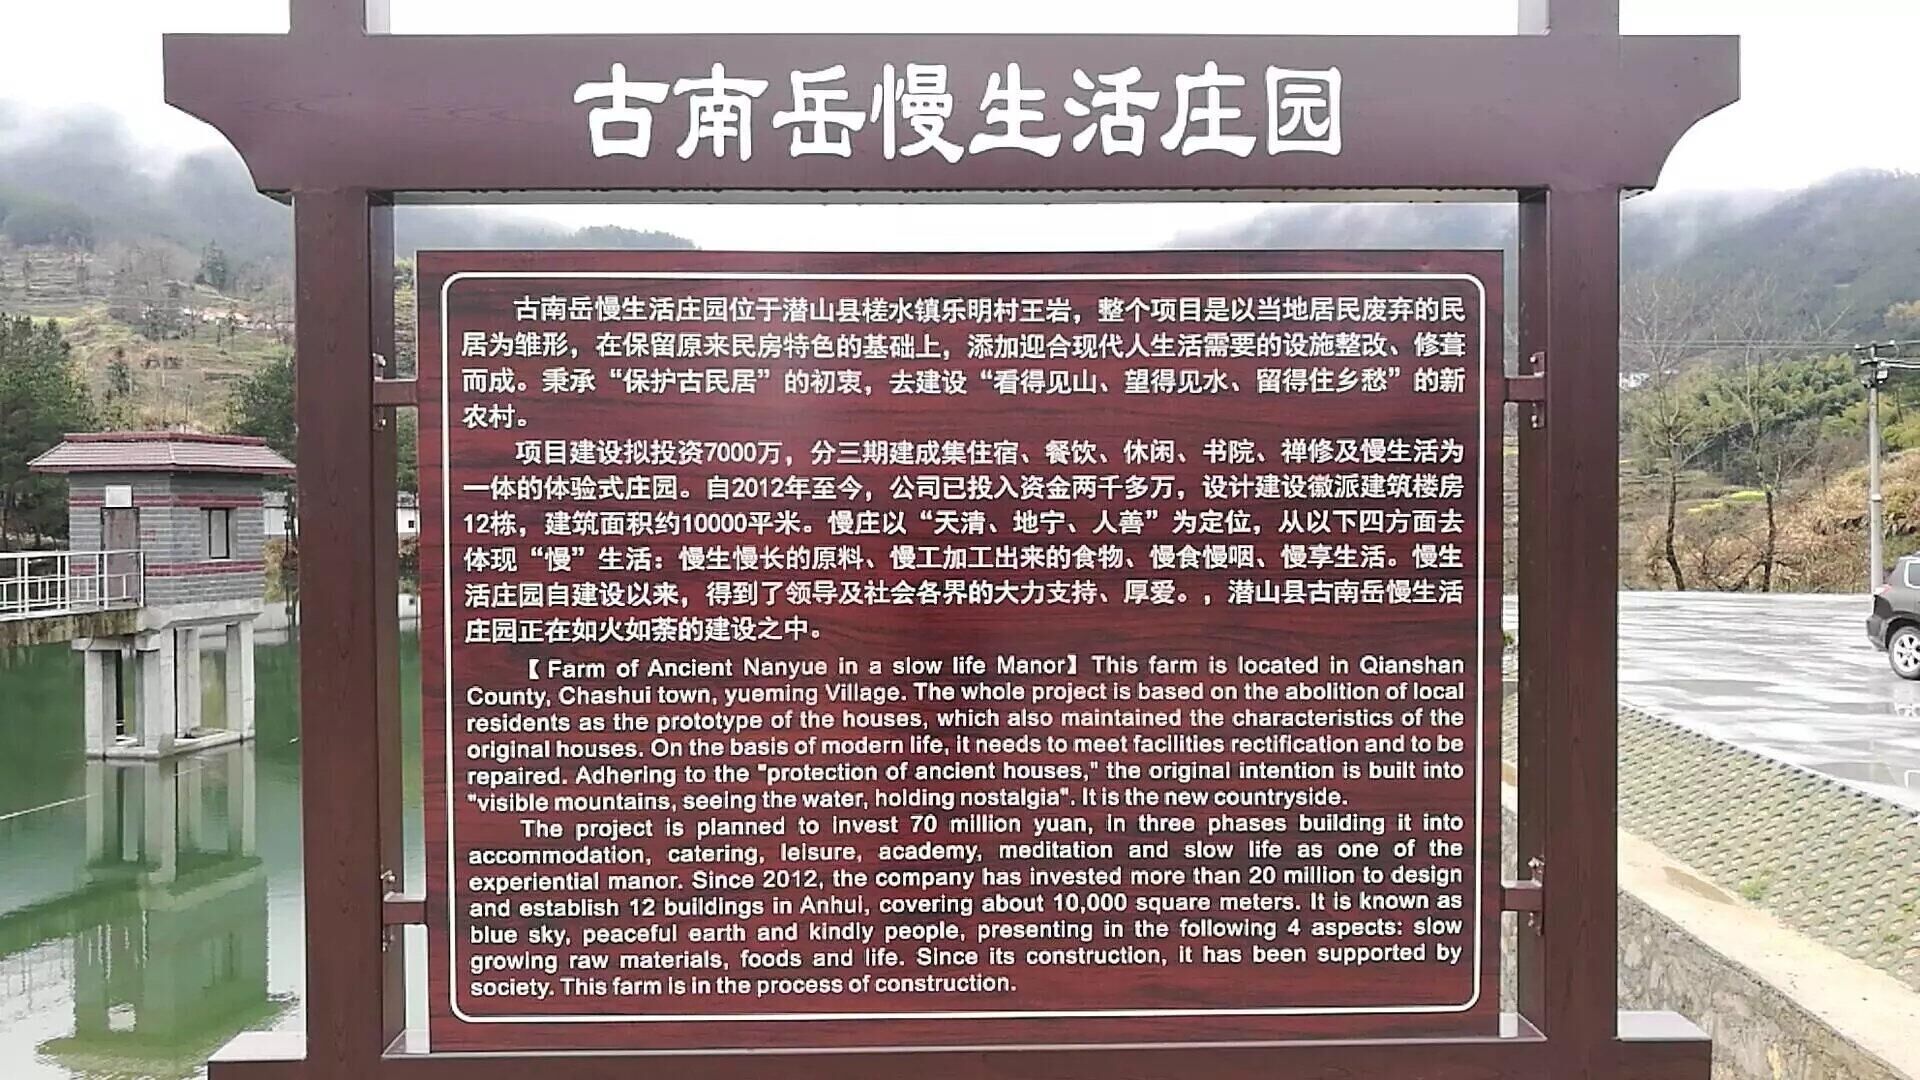 古南岳慢生活庄园
古南岳慢生活庄园位于潜山县槎水镇乐明村王岩，整个项目是以当地居民废弃的民
居为雏形，在保留原来民房特色的基础上，添加迎合现代人生活需要的设施整改、修葺
而成。秉承“保护古民居”的初衷，去建设“看得见山、望得见水、留得住乡愁”的新
农村。
项目建设拟投资7000万，分三期建成集住宿、餐饮、休闲、书院、禅修及慢生活为
一体的体验式庄园。自2012年至今，公司已投入资金两千多万，设计建设徽派建筑楼房
12栋，建筑面积约10000平米。慢庄以“天清、地宁、人善”为定位，从以下四方面去
体现“慢”生活：慢生慢长的原料、慢工加工出来的食物、慢食慢咽、慢享生活。慢生
活庄园自建设以来，得到了领导及社会各界的大力支持、厚爱。，潜山县古南岳慢生活
庄园正在如火如荼的建设之中。
【 Farm of Ancient Nanyue in a slow life Manor】This farm is located in Qianshan
County, Chashui town, yueming Village. The whole project is based on the abolition of local
residents as the prototype of the houses, which also maintained the characteristics of the
original houses. On the basis of modern life, it needs to meet facilities rectification and to be
repaired. Adhering to the "protection of ancient houses," the original intention is built into
"visible mountains, seeing the water, holding nostalgia". It is the new countryside.
The project is planned to invest 70 million yuan, in three phases building it into
accommodation, catering, leisure, academy, meditation and slow life as one of the
experiential manor. Since 2012, the company has invested more than 20 million to design
and establish 12 buildings in Anhui, covering about 10,000 square meters. It is known as
blue sky, peaceful earth and kindly people, presenting in the following 4 aspects: slow
growing raw materials, foods and life. Since its construction, it has been supported by
society. This farm is in the process of construction.